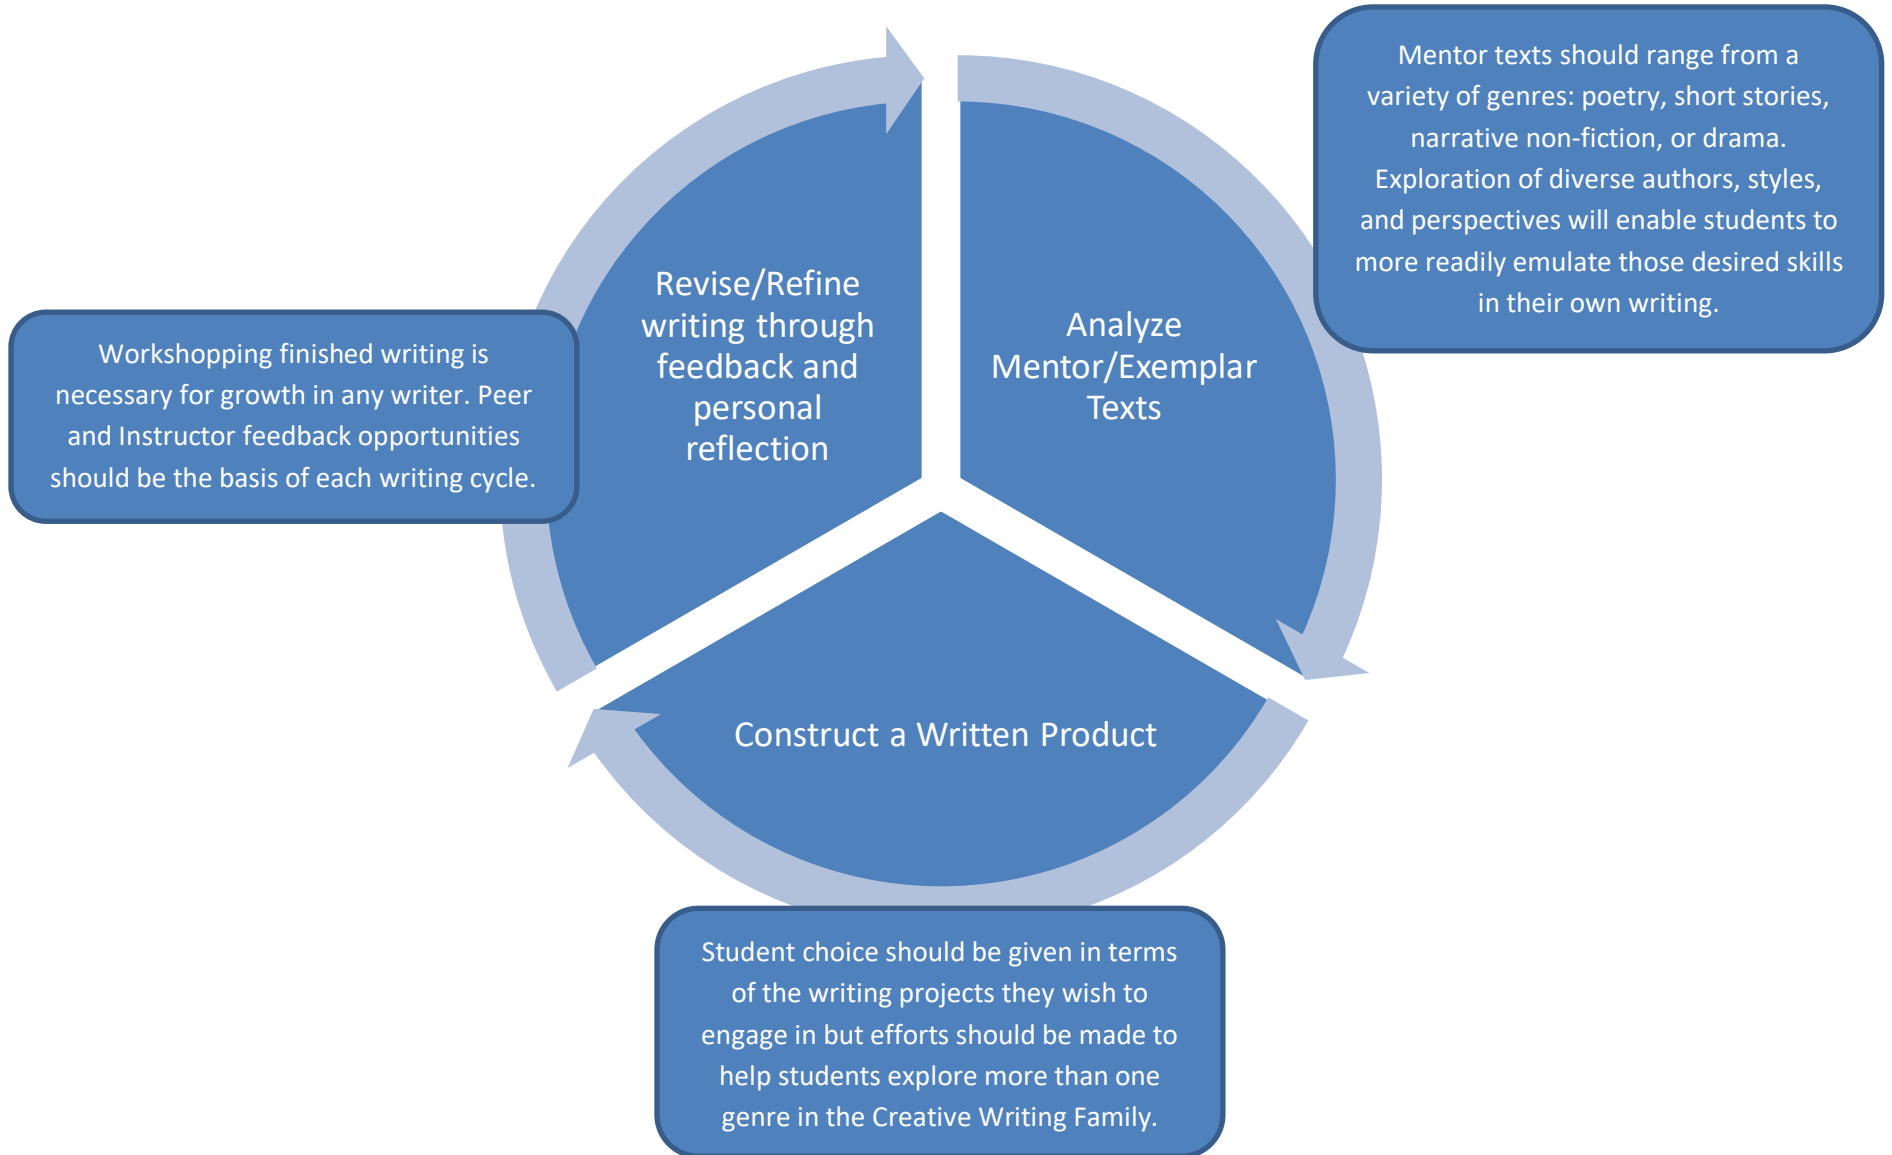 Mentor texts should range from a
variety of genres: poetry, short stories,
narrative non-fiction, or drama.
Exploration of diverse authors, styles,
and perspectives will enable students to
more readily emulate those desired skills
in their own writing.
Analyze
Mentor/Exemplar
Texts
Construct a Written Product
Student choice should be given in terms
of the writing projects they wish to
engage in but efforts should be made to
help students explore more than one
genre in the Creative Writing Family.
Revise/Refine
writing through
feedback and
personal
reflection
Workshopping finished writing is
necessary for growth in any writer. Peer
and Instructor feedback opportunities
should be the basis of each writing cycle.